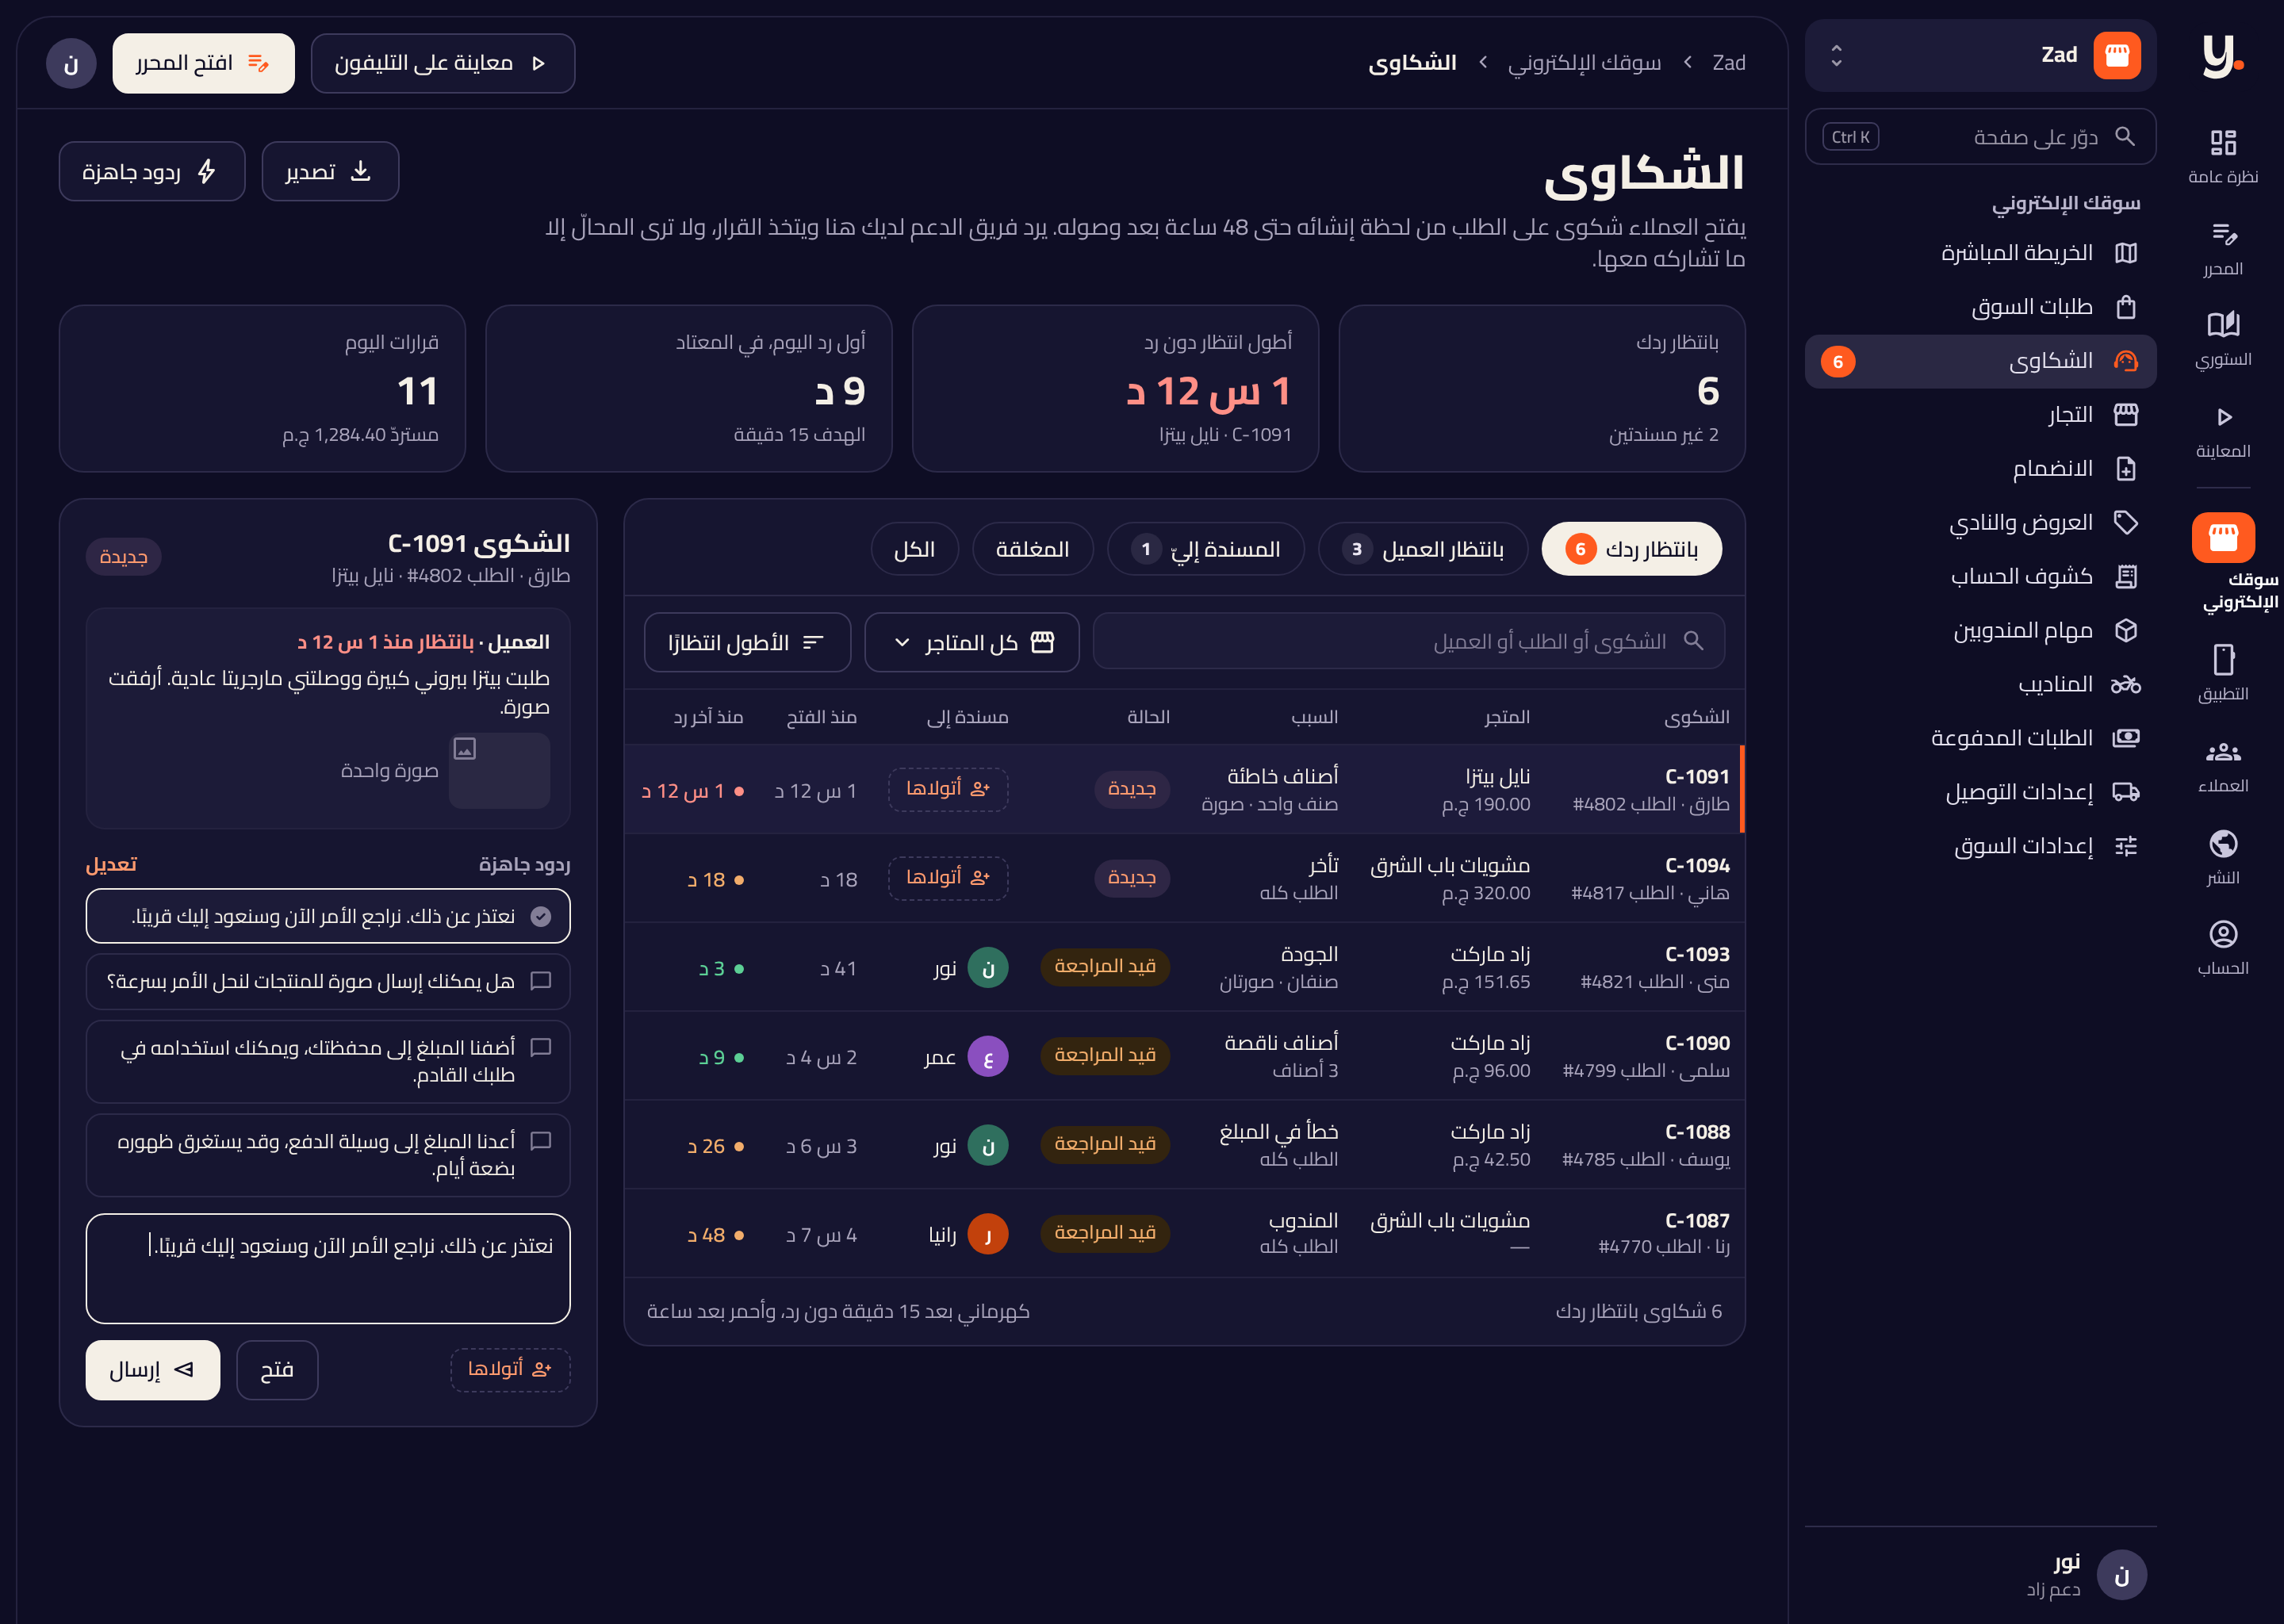 y.
نظرة عامة
المحرر
الستوري
المعاينة
سوقك
الإلكتروني
التطبيق
العملاء
النشر
الحساب
Zad
دوّر على صفحة
Ctrl K
سوقك الإلكتروني
الخريطة المباشرة
طلبات السوق
الشكاوى 6
التجار
الانضمام
العروض والنادي
كشوف الحساب
مهام المندوبين
المناديب
الطلبات المدفوعة
إعدادات التوصيل
إعدادات السوق
ن
نور
دعم زاد
Zad › سوقك الإلكتروني › الشكاوى
معاينة على التليفون
افتح المحرر
ن
الشكاوى
يفتح العملاء شكوى على الطلب من لحظة إنشائه حتى 48 ساعة بعد وصوله. يرد فريق الدعم لديك هنا ويتخذ القرار، ولا ترى المحالّ إلا
ما تشاركه معها.
تصدير
ردود جاهزة
بانتظار ردك
6
2 غير مسندتين
أطول انتظار دون رد
1 س 12 د
C-1091 · نايل بيتزا
أول رد اليوم، في المعتاد
9 د
الهدف 15 دقيقة
قرارات اليوم
11
مستردّ 1,284.40 ج.م
بانتظار ردك 6
بانتظار العميل 3
المسندة إليّ 1
المغلقة
الكل
الشكوى أو الطلب أو العميل
كل المتاجر
الأطول انتظارًا
الشكوى المتجر السبب الحالة مسندة إلى منذ الفتح منذ آخر رد
C-1091 نايل بيتزا أصناف خاطئة جديدة أتولاها 1 س 12 د 1 س 12 د
طارق · الطلب 4802# 190.00 ج.م صنف واحد · صورة
C-1094 مشويات باب الشرق تأخر جديدة أتولاها 18 د 18 د
هاني · الطلب 4817# 320.00 ج.م الطلب كله
C-1093 زاد ماركت الجودة قيد المراجعة ن نور 41 د 3 د
منى · الطلب 4821# 151.65 ج.م صنفان · صورتان
C-1090 زاد ماركت أصناف ناقصة قيد المراجعة ع عمر 2 س 4 د 9 د
سلمى · الطلب 4799# 96.00 ج.م 3 أصناف
C-1088 زاد ماركت خطأ في المبلغ قيد المراجعة ن نور 3 س 6 د 26 د
يوسف · الطلب 4785# 42.50 ج.م الطلب كله
C-1087 مشويات باب الشرق المندوب قيد المراجعة ر رانيا 4 س 7 د 48 د
رنا · الطلب 4770# — الطلب كله
6 شكاوى بانتظار ردك
كهرماني بعد 15 دقيقة دون رد، وأحمر بعد ساعة
الشكوى C-1091
طارق · الطلب 4802# · نايل بيتزا
جديدة
العميل · بانتظار منذ 1 س 12 د
طلبت بيتزا ببروني كبيرة ووصلتني مارجريتا عادية. أرفقت
صورة.
صورة واحدة
ردود جاهزة
تعديل
نعتذر عن ذلك. نراجع الأمر الآن وسنعود إليك قريبًا.
هل يمكنك إرسال صورة للمنتجات لنحل الأمر بسرعة؟
أضفنا المبلغ إلى محفظتك، ويمكنك استخدامه في
طلبك القادم.
أعدنا المبلغ إلى وسيلة الدفع، وقد يستغرق ظهوره
بضعة أيام.
نعتذر عن ذلك. نراجع الأمر الآن وسنعود إليك قريبًا.
أتولاها
فتح
إرسال